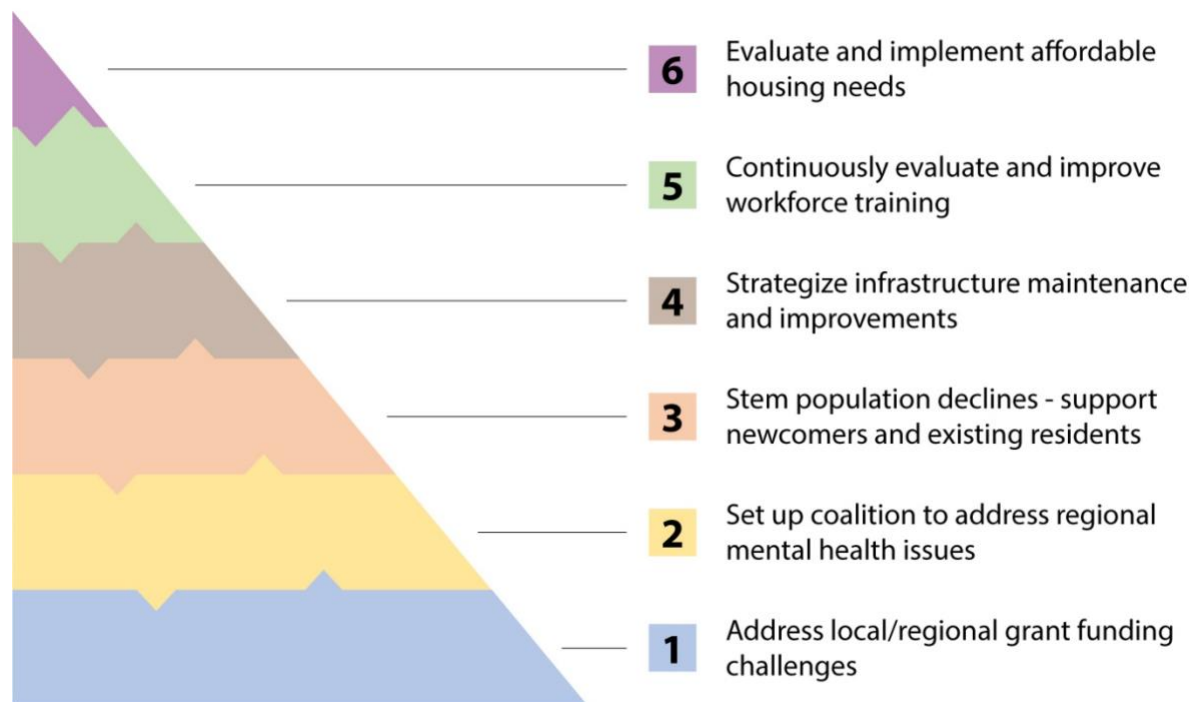 6 Evaluate and implement affordable
housing needs
5 Continuously evaluate and improve
workforce training
4 Strategize infrastructure maintenance
and improvements
3 Stem population declines - support
newcomers and existing residents
2 Set up coalition to address regional
mental health issues
1 Address local/regional grant funding
challenges